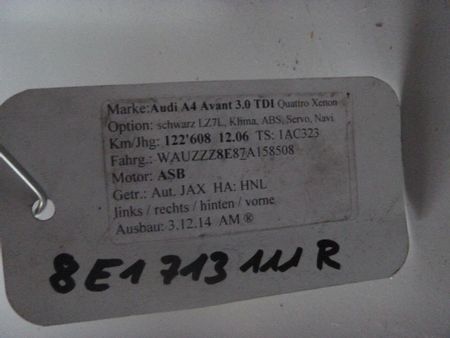 Marke:Audi A4 Avant 3.0 TDI Quattro Xenon
Option: schwarz LZ7L, Klima, ABS, Servo, Navi
Km/Jhg: 122'608 12.06 TS: 1AC323
Fahrg.: WAUZZZ8E87A158508
Motor: ASB
Getr.: Aut. JAX HA: HNL
links / rechts / hinten / vorne
Ausbau: 3.12.14 AM ®
8E1 713 111 R